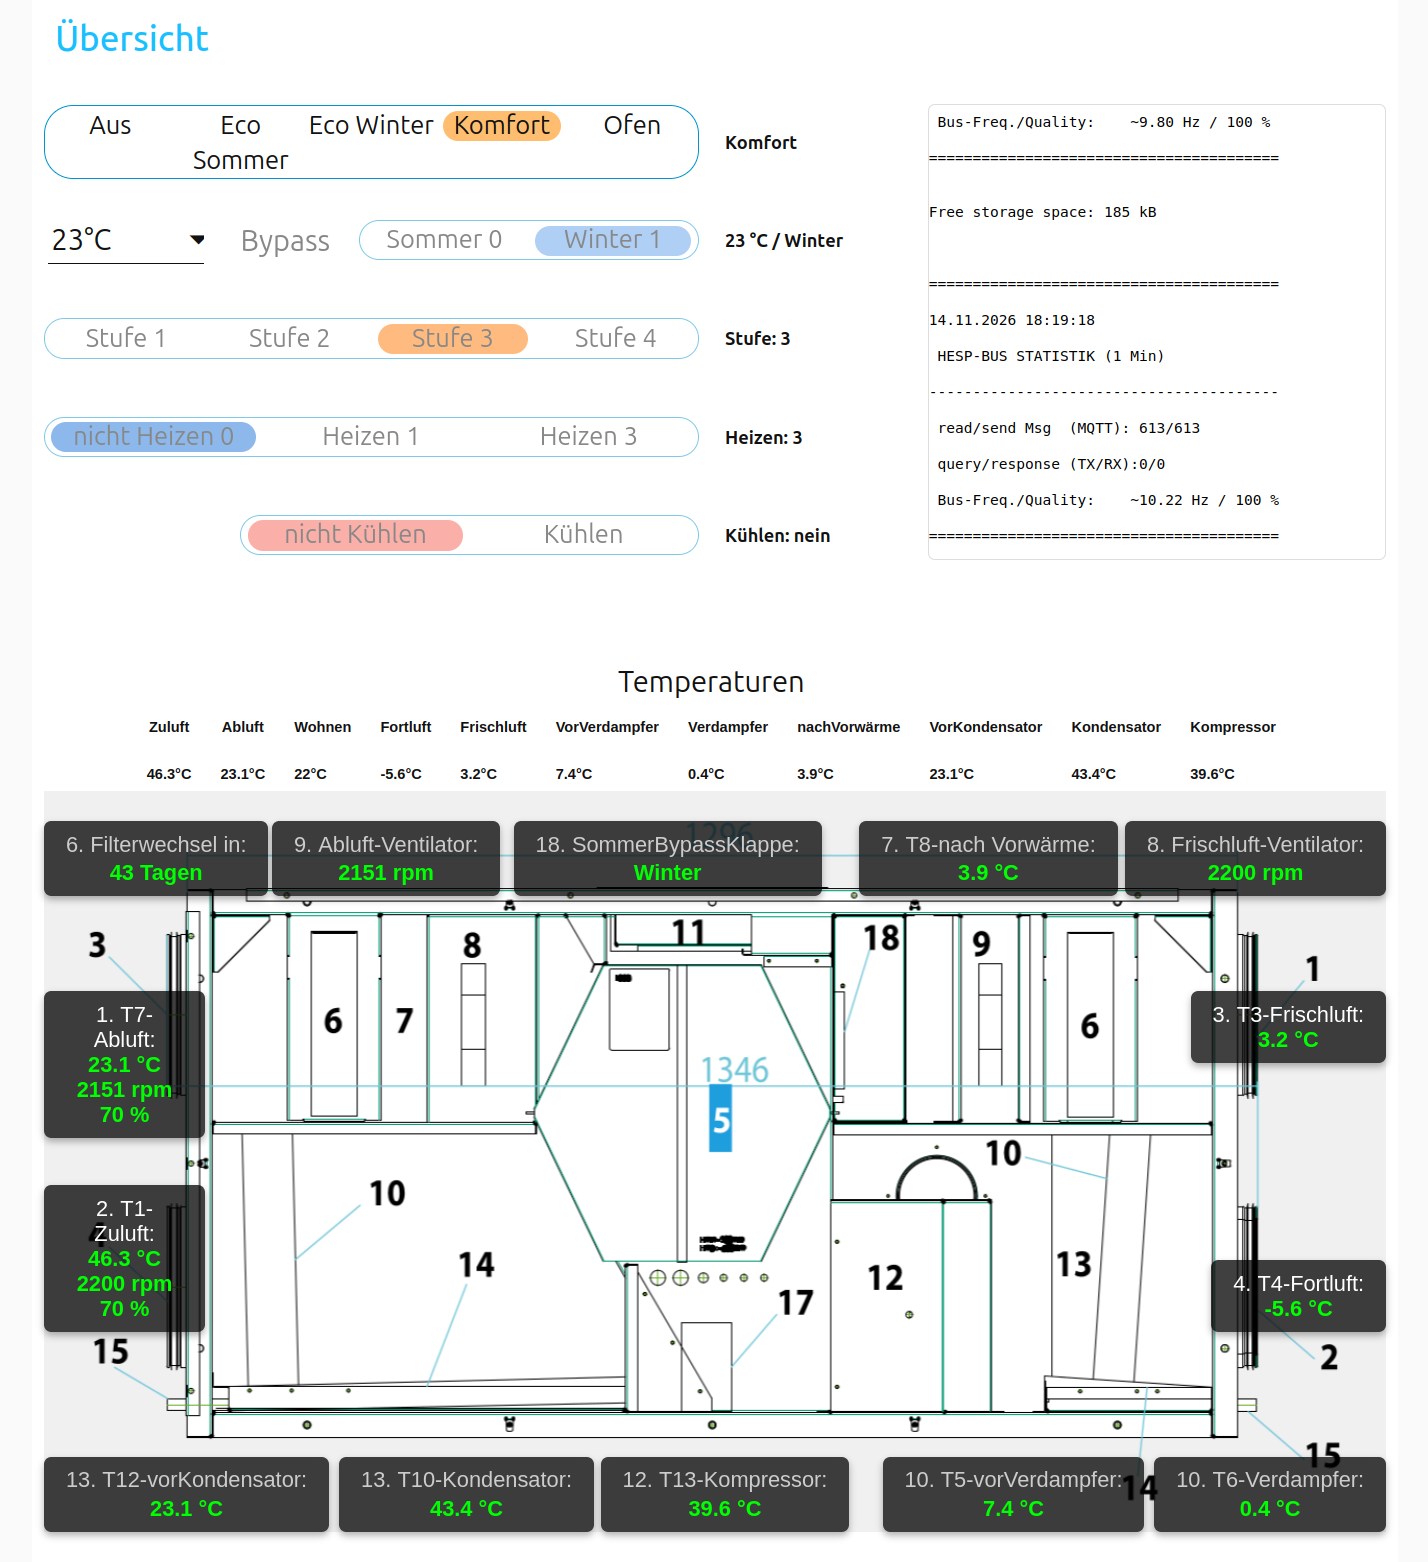 Übersicht
Aus Eco Sommer Eco Winter Komfort Ofen
Komfort
23°C Bypass Sommer 0 Winter 1
23 °C / Winter
Stufe 1 Stufe 2 Stufe 3 Stufe 4
Stufe: 3
nicht Heizen 0 Heizen 1 Heizen 3
Heizen: 3
nicht Kühlen Kühlen
Kühlen: nein
Bus-Freq./Quality: ~9.80 Hz / 100 %
========================================
Free storage space: 185 kB
========================================
14.11.2026 18:19:18
HESP-BUS STATISTIK (1 Min)
----------------------------------------
read/send Msg (MQTT): 613/613
query/response (TX/RX):0/0
Bus-Freq./Quality: ~10.22 Hz / 100 %
========================================
Temperaturen
Zuluft Abluft Wohnen Fortluft Frischluft VorVerdampfer Verdampfer nachVorwärme VorKondensator Kondensator Kompressor
46.3°C 23.1°C 22°C -5.6°C 3.2°C 7.4°C 0.4°C 3.9°C 23.1°C 43.4°C 39.6°C
1296
6. Filterwechsel in:
43 Tagen
9. Abluft-Ventilator:
2151 rpm
18. SommerBypassKlappe:
Winter
7. T8-nach Vorwärme:
3.9 °C
8. Frischluft-Ventilator:
2200 rpm
3 8 11 18 9 1
6 7 6
1. T7-
Abluft:
23.1 °C
2151 rpm
70 %
3. T3-Frischluft:
3.2 °C
1346
5
10
10
2. T1-
Zuluft:
46.3 °C
2200 rpm
70 %
4
14 12 13
17
4. T4-Fortluft:
-5.6 °C
15
2
15
14
13. T12-vorKondensator:
23.1 °C
13. T10-Kondensator:
43.4 °C
12. T13-Kompressor:
39.6 °C
10. T5-vorVerdampfer:
7.4 °C
10. T6-Verdampfer:
0.4 °C